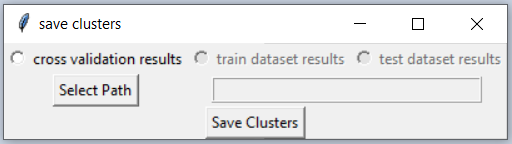 save clusters
cross validation results train dataset results test dataset results
Select Path
Save Clusters